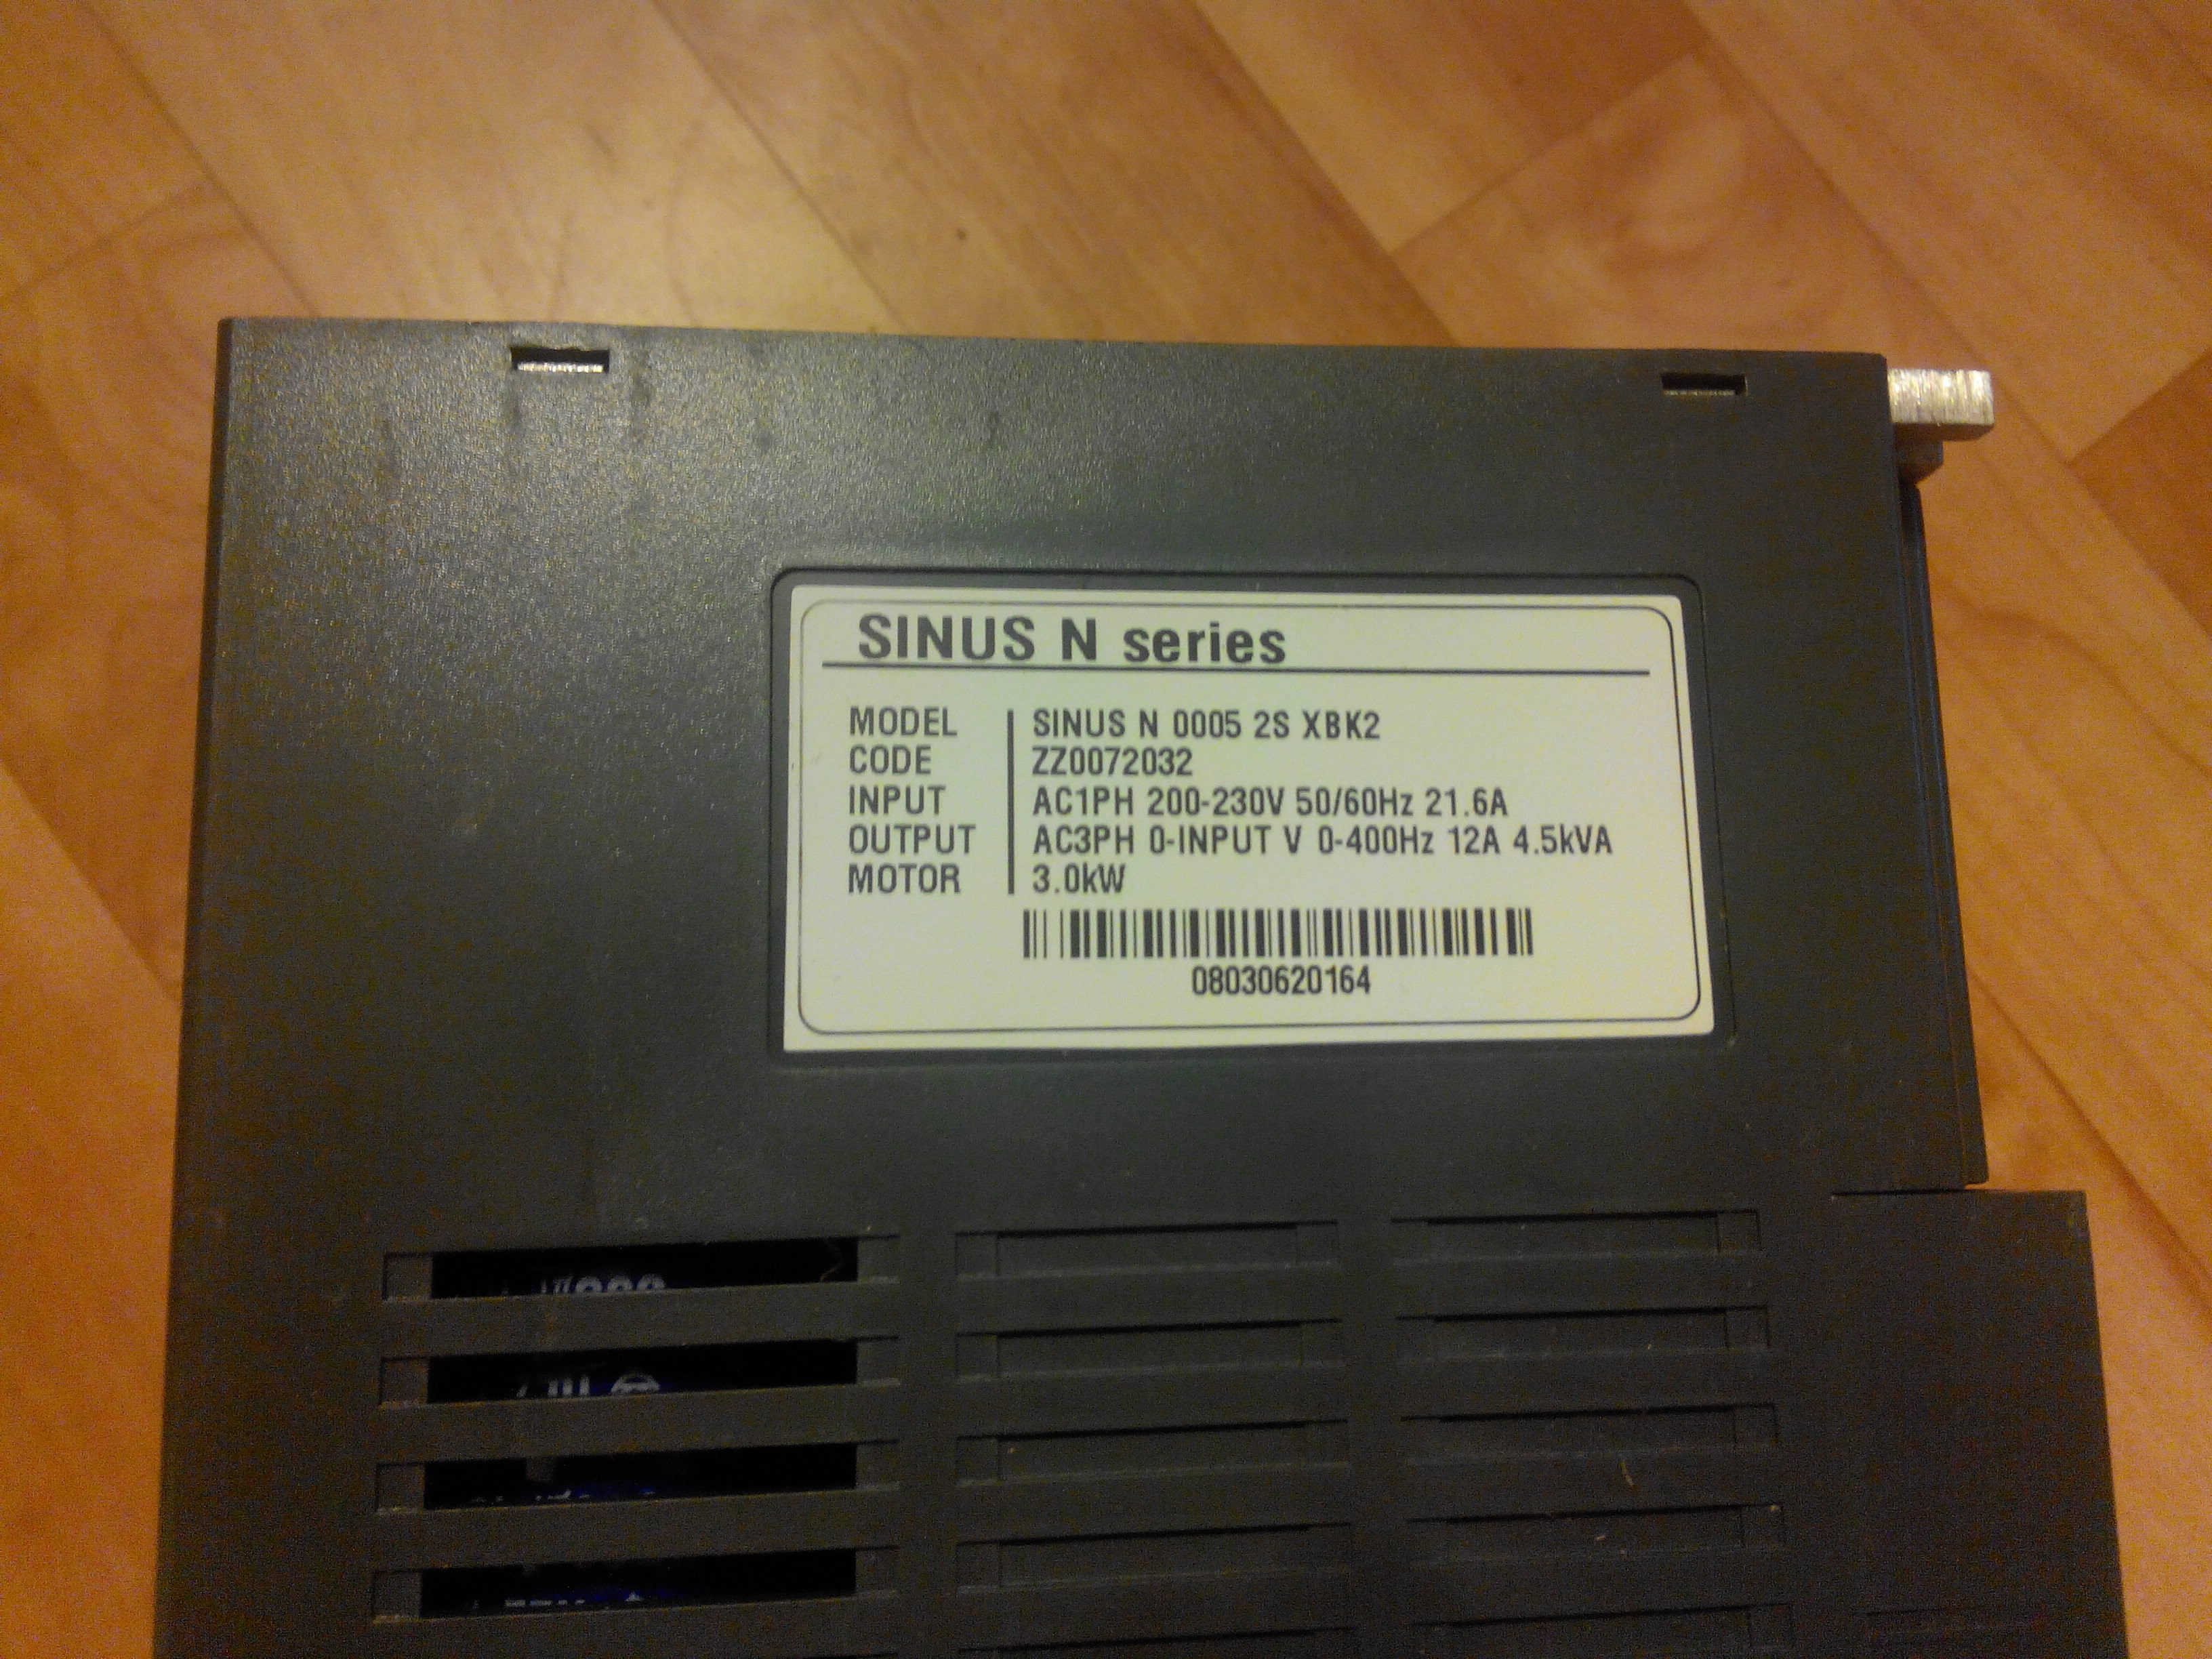 SINUS N series
MODEL SINUS N 0005 2S XBK2
CODE ZZ0072032
INPUT AC1PH 200-230V 50/60Hz 21.6A
OUTPUT AC3PH 0-INPUT V 0-400Hz 12A 4.5kVA
MOTOR 3.0kW
08030620164